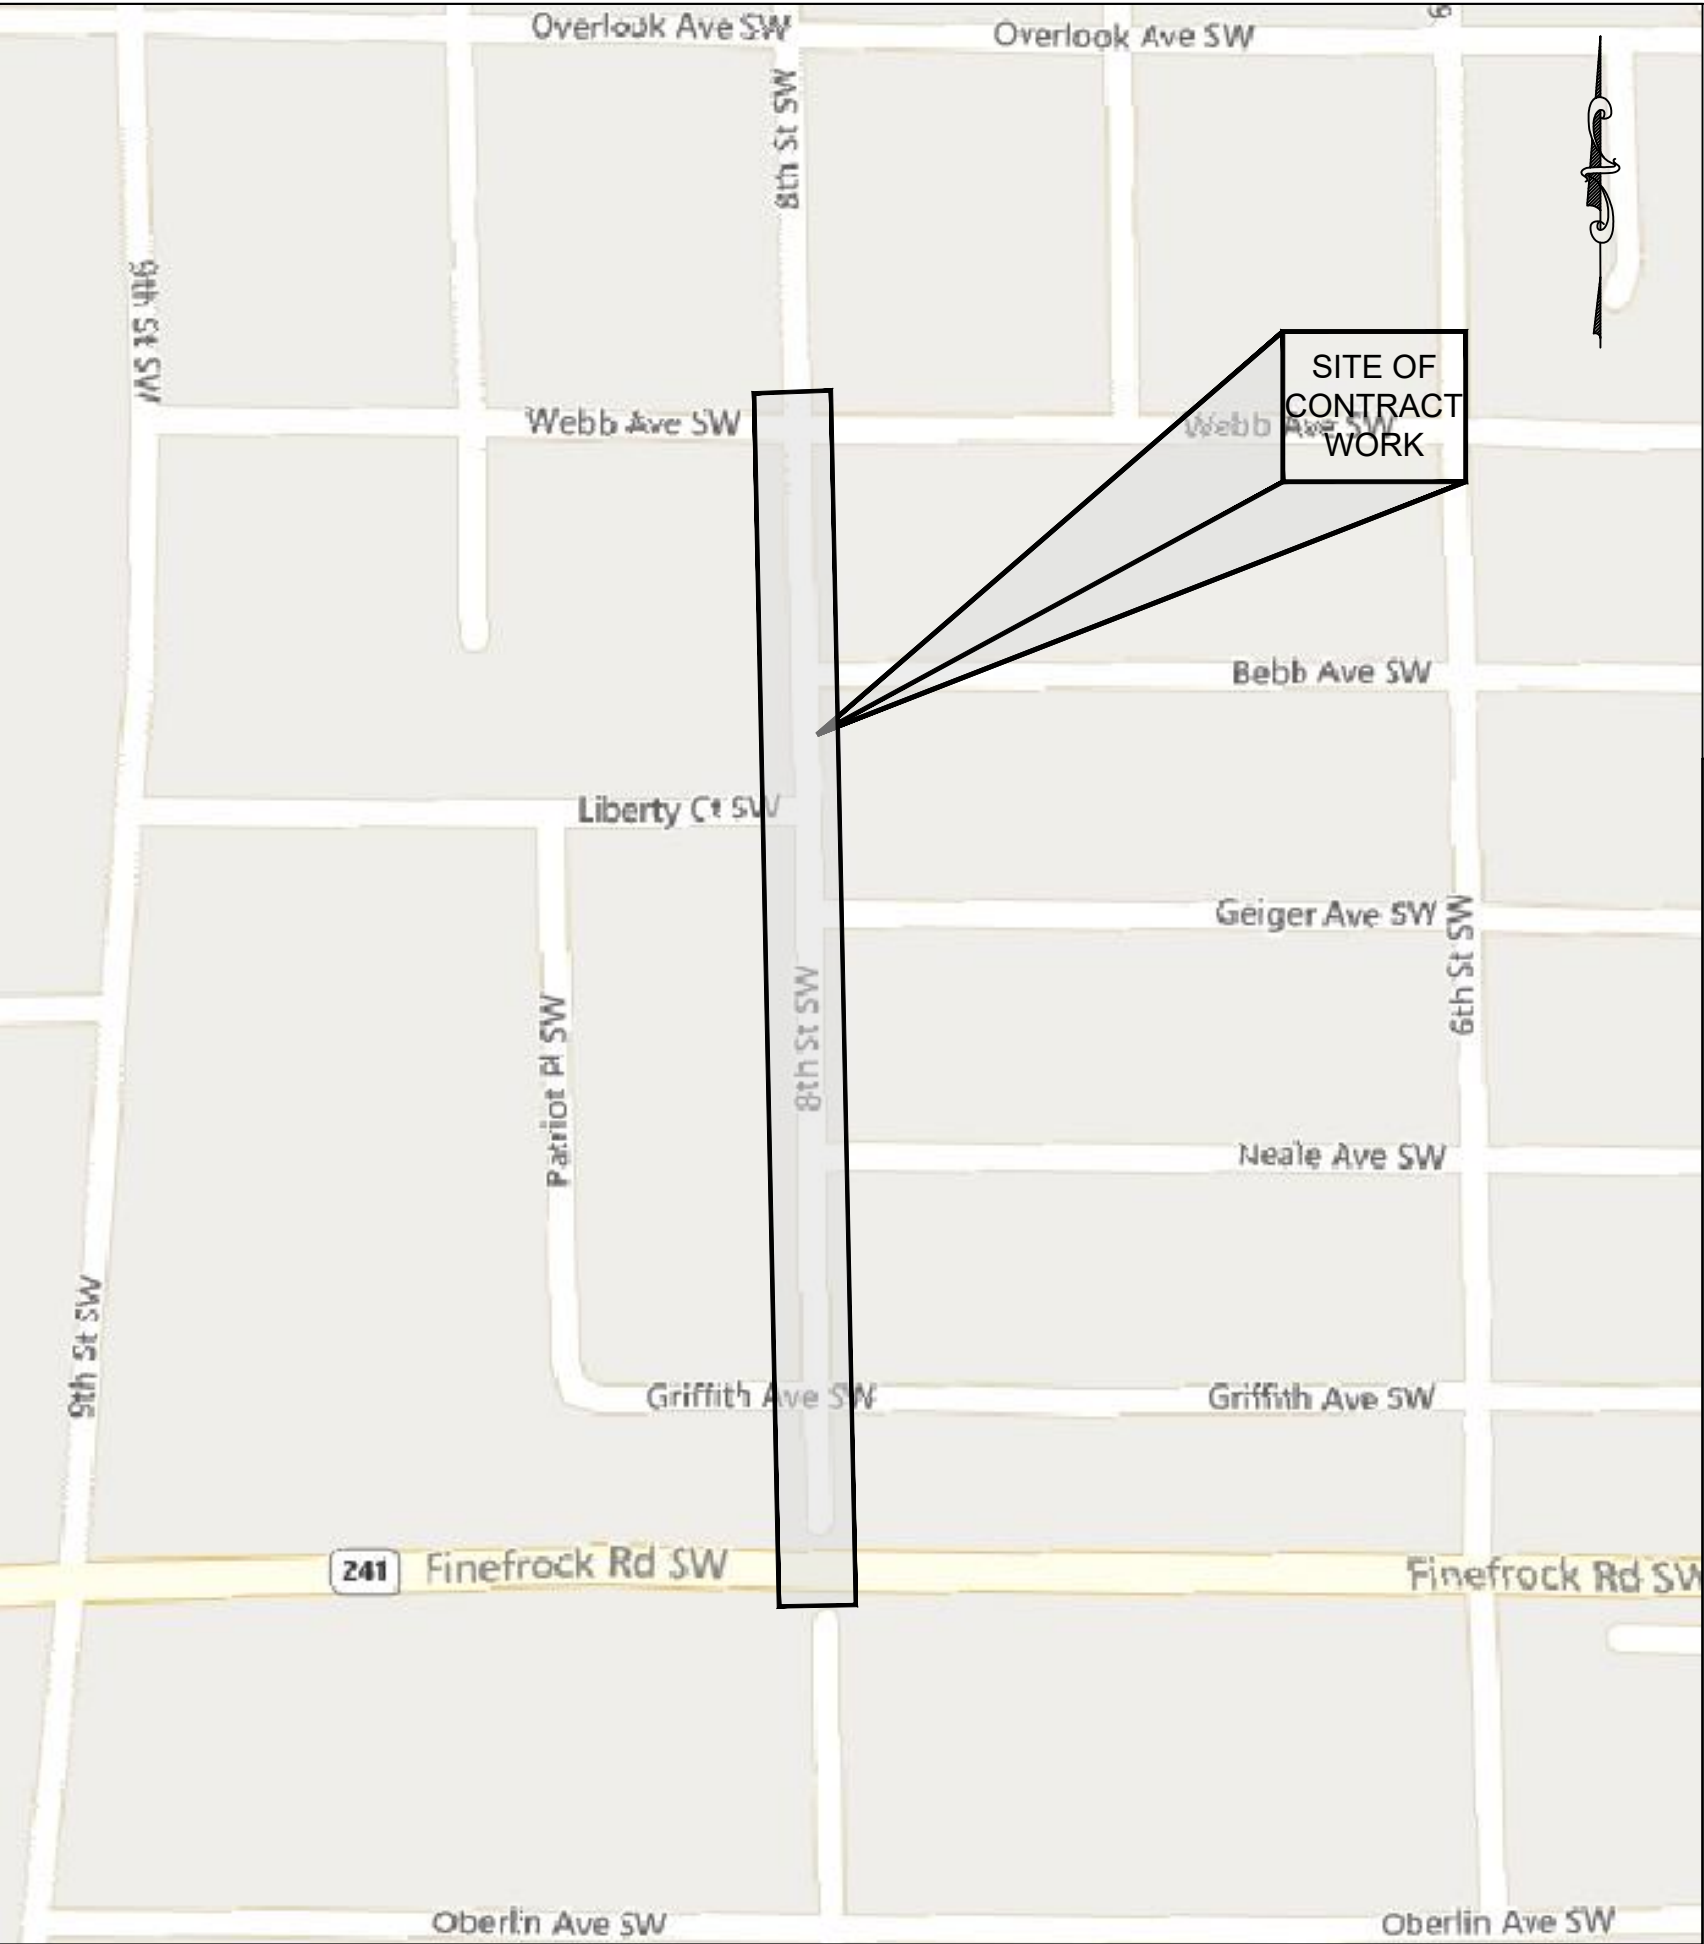 Overlook Ave SW
Overlook Ave SW
8th St SW
9th St SW
SITE OF
CONTRACT
WORK
Webb Ave SW
Webb Ave SW
Bebb Ave SW
Liberty Ct SW
Geiger Ave SW
6th St SW
8th St SW
Patriot Pl SW
Neale Ave SW
9th St SW
Griffith Ave SW
Griffith Ave SW
241
Finefrock Rd SW
Finefrock Rd SW
Oberlin Ave SW
Oberlin Ave SW